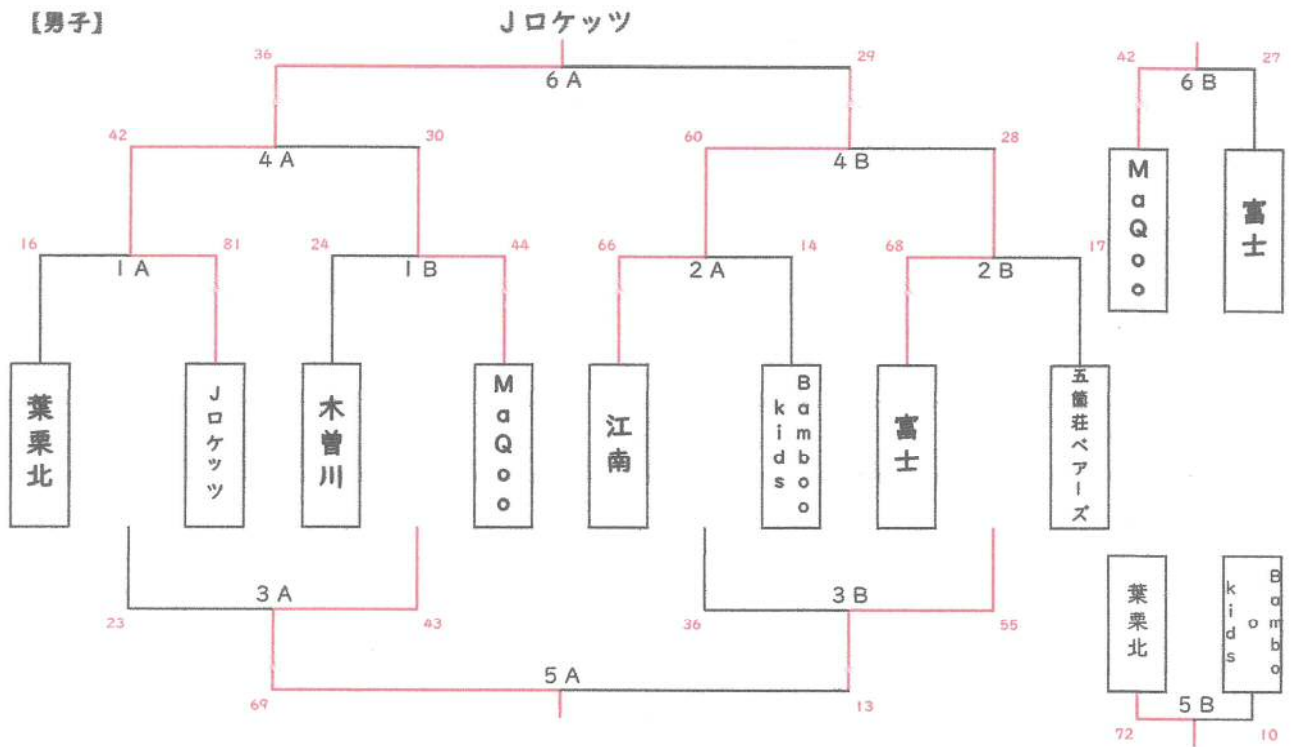 【男子】
Jロケッツ
36 29
6A
42 27
6B
42 30
4A
60 28
4B
16 81
1A
24 44
1B
66 14
2A
68 17
2B
MaQoo
富士
葉栗北
Jロケッツ
木曽川
MaQoo
江南
Bamboo
kids
富士
五箇荘ベアーズ
3A
23 43
3B
36 55
5A
69 13
葉栗北
Bambo
o
kids
5B
72 10